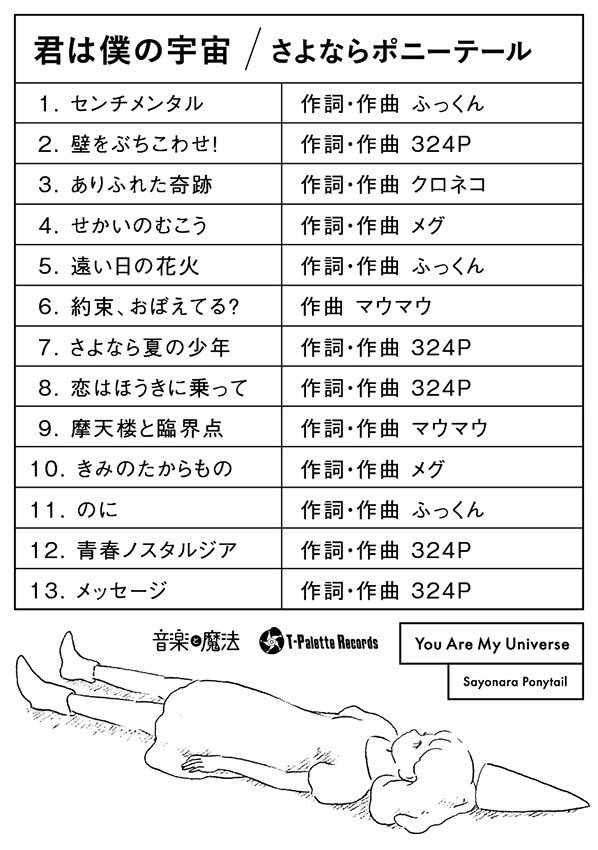 君は僕の宇宙 / さよならポニーテール
1. センチメンタル 作詞・作曲 ふっくん
2. 壁をぶちこわせ! 作詞・作曲 324P
3. ありふれた奇跡 作詞・作曲 クロネコ
4. せかいのむこう 作詞・作曲 メグ
5. 遠い日の花火 作詞・作曲 ふっくん
6. 約束、おぼえてる? 作曲 マウマウ
7. さよなら夏の少年 作詞・作曲 324P
8. 恋はほうきに乗って 作詞・作曲 324P
9. 摩天楼と臨界点 作詞・作曲 マウマウ
10. きみのたからもの 作詞・作曲 メグ
11. のに 作詞・作曲 ふっくん
12. 青春ノスタルジア 作詞・作曲 324P
13. メッセージ 作詞・作曲 324P
音楽と魔法 T-Palette Records You Are My Universe
Sayonara Ponytail